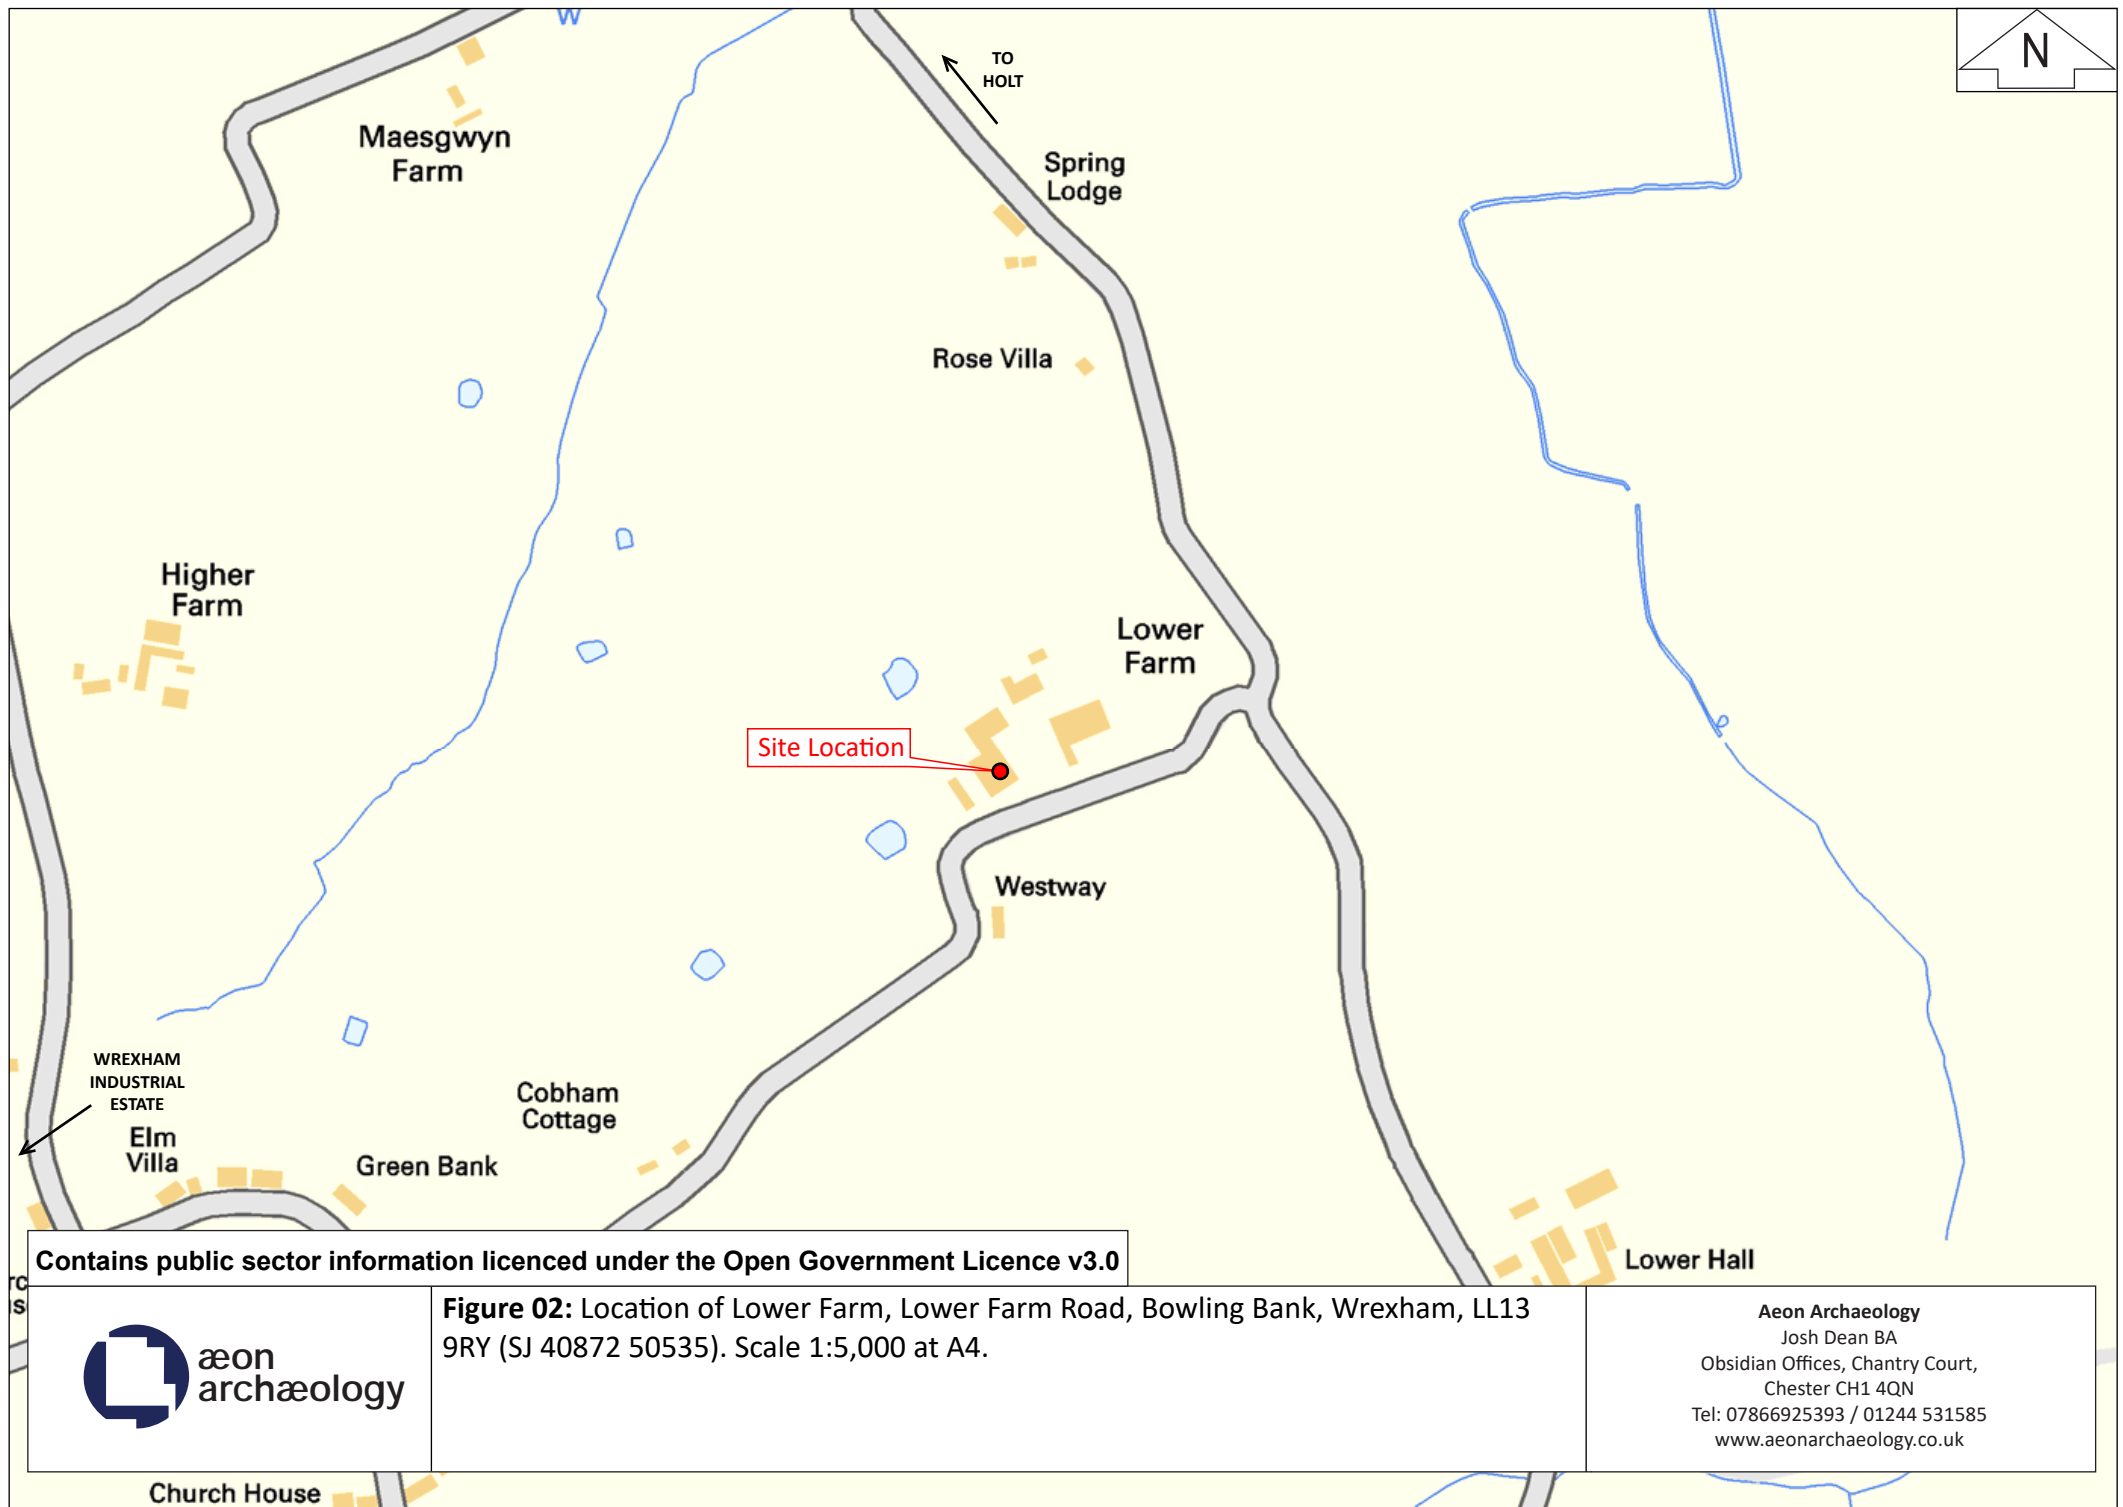 W
N
TO
HOLT
Maesgwyn
Farm
Spring
Lodge
Rose Villa
Higher
Farm
Lower
Farm
Site Location
Westway
WREXHAM
INDUSTRIAL
ESTATE
Cobham
Cottage
Elm
Villa
Green Bank
Lower Hall
Contains public sector information licenced under the Open Government Licence v3.0
æon
archæology
Figure 02: Location of Lower Farm, Lower Farm Road, Bowling Bank, Wrexham, LL13
9RY (SJ 40872 50535). Scale 1:5,000 at A4.
Aeon Archaeology
Josh Dean BA
Obsidian Offices, Chantry Court,
Chester CH1 4QN
Tel: 07866925393 / 01244 531585
www.aeonarchaeology.co.uk
Church House